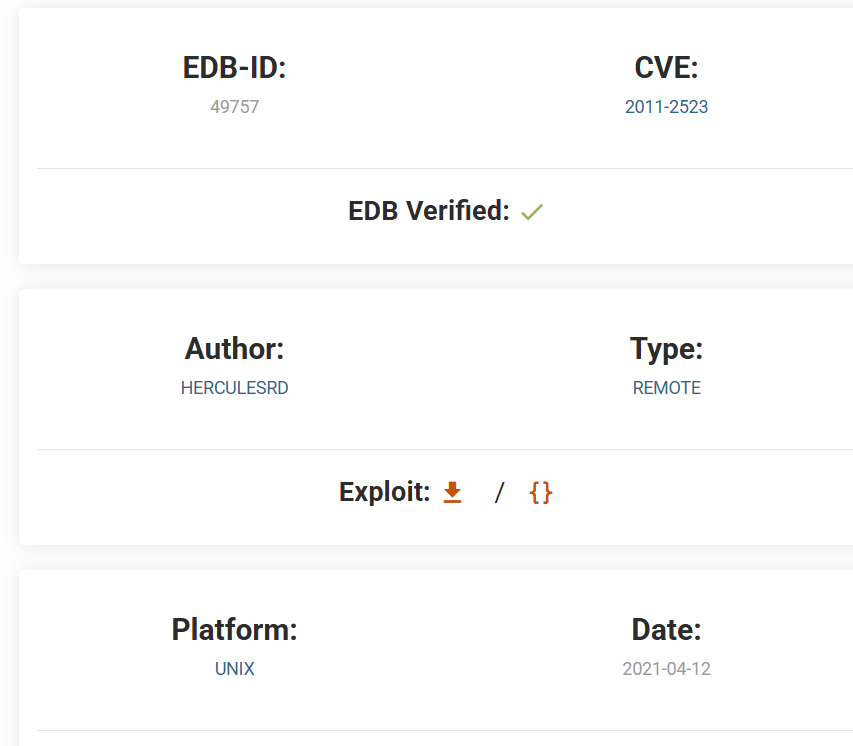 EDB-ID: CVE:
49757 2011-2523
EDB Verified:
Author: Type:
HERCULESRD REMOTE
Exploit: / {}
Platform: Date:
UNIX 2021-04-12